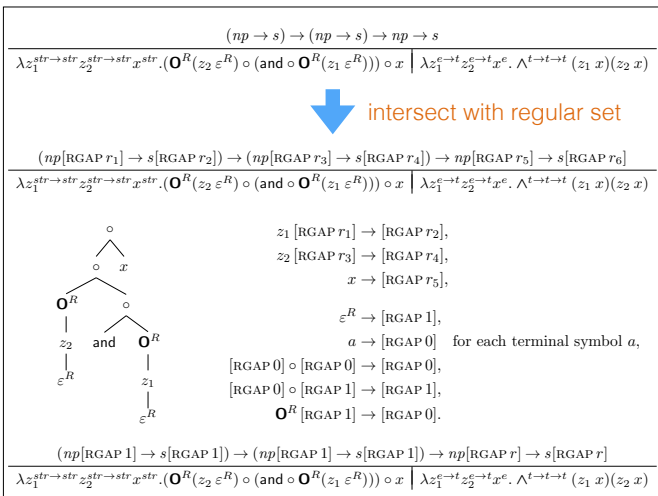 (np → s) → (np → s) → np → s
λz₁^{str→str} z₂^{str→str} x^{str}.(𝐎^R(z₂ ε^R) ∘ (and ∘ 𝐎^R(z₁ ε^R))) ∘ x | λz₁^{e→t} z₂^{e→t} x^e. ∧^{t→t→t} (z₁ x)(z₂ x)
intersect with regular set
(np[RGAP r₁] → s[RGAP r₂]) → (np[RGAP r₃] → s[RGAP r₄]) → np[RGAP r₅] → s[RGAP r₆]
λz₁^{str→str} z₂^{str→str} x^{str}.(𝐎^R(z₂ ε^R) ∘ (and ∘ 𝐎^R(z₁ ε^R))) ∘ x | λz₁^{e→t} z₂^{e→t} x^e. ∧^{t→t→t} (z₁ x)(z₂ x)
∘
∘ x
𝐎^R ∘
z₂ and 𝐎^R
ε^R z₁
ε^R
z₁ [RGAP r₁] → [RGAP r₂],
z₂ [RGAP r₃] → [RGAP r₄],
x → [RGAP r₅],
ε^R → [RGAP 1],
a → [RGAP 0] for each terminal symbol a,
[RGAP 0] ∘ [RGAP 0] → [RGAP 0],
[RGAP 0] ∘ [RGAP 1] → [RGAP 1],
𝐎^R [RGAP 1] → [RGAP 0].
(np[RGAP 1] → s[RGAP 1]) → (np[RGAP 1] → s[RGAP 1]) → np[RGAP r] → s[RGAP r]
λz₁^{str→str} z₂^{str→str} x^{str}.(𝐎^R(z₂ ε^R) ∘ (and ∘ 𝐎^R(z₁ ε^R))) ∘ x | λz₁^{e→t} z₂^{e→t} x^e. ∧^{t→t→t} (z₁ x)(z₂ x)